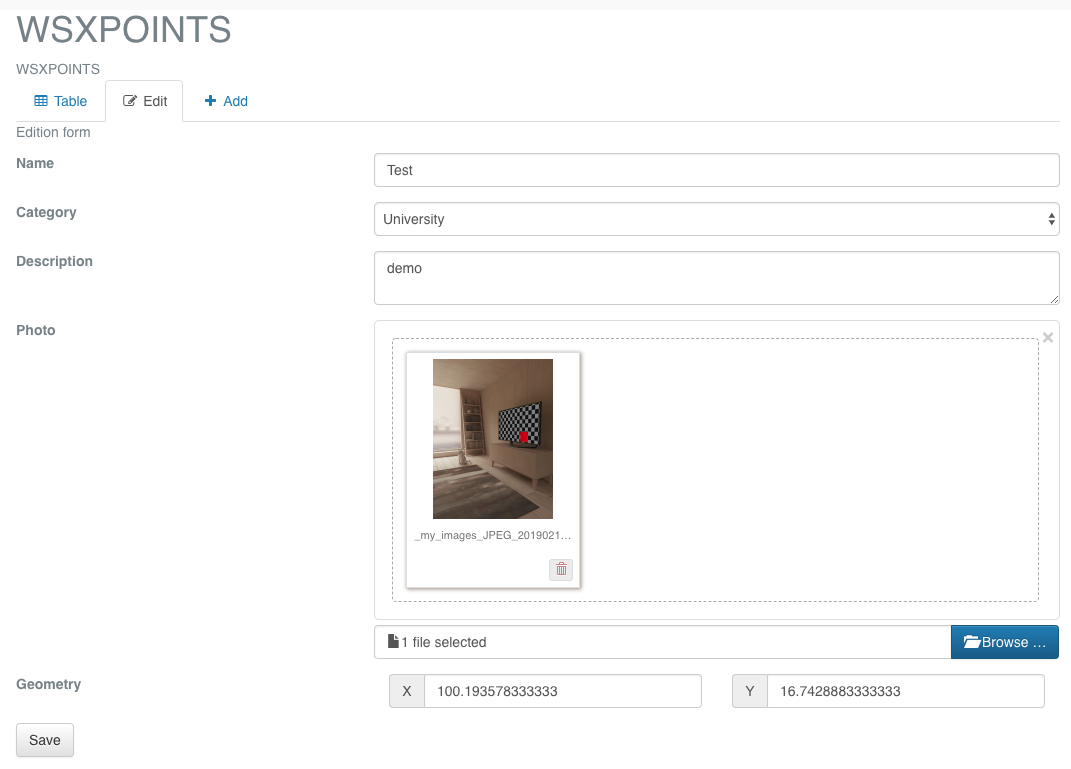 WSXPOINTS
WSXPOINTS
Table Edit Add
Edition form
Name Test
Category University
Description demo
Photo
_my_images_JPEG_2019021...
1 file selected Browse ...
Geometry X 100.193578333333 Y 16.7428883333333
Save